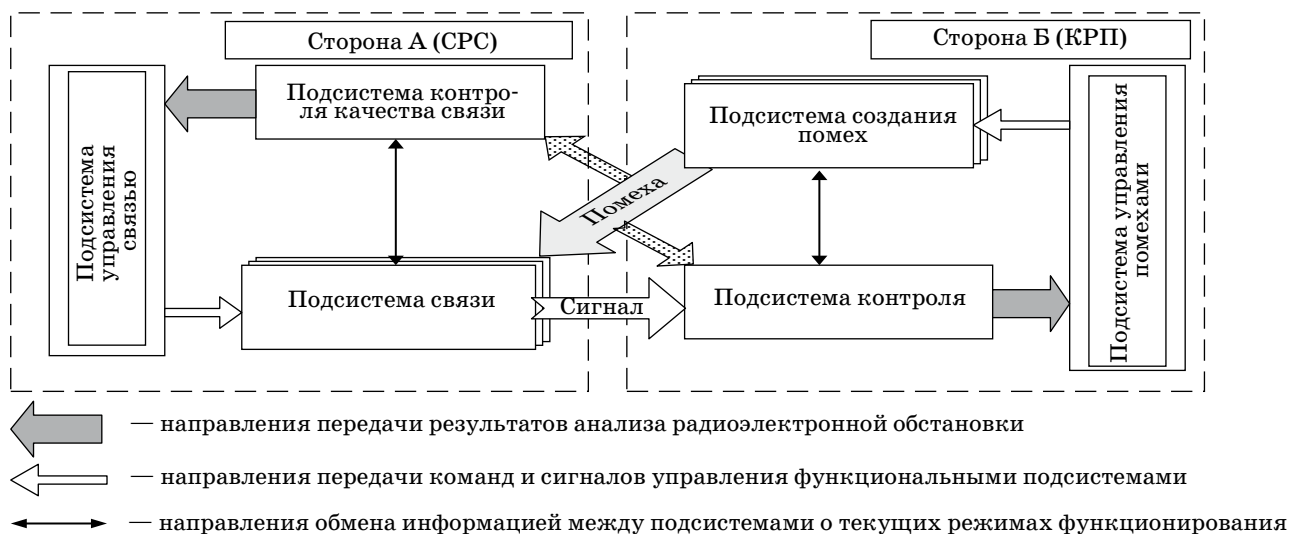 Сторона А (СРС)
Сторона Б (КРП)
Подсистема контро-
ля качества связи
Подсистема создания
помех
Подсистема
управления
связью
Подсистема управления
помехами
Помеха
Подсистема связи
Сигнал
Подсистема контроля
— направления передачи результатов анализа радиоэлектронной обстановки
— направления передачи команд и сигналов управления функциональными подсистемами
— направления обмена информацией между подсистемами о текущих режимах функционирования